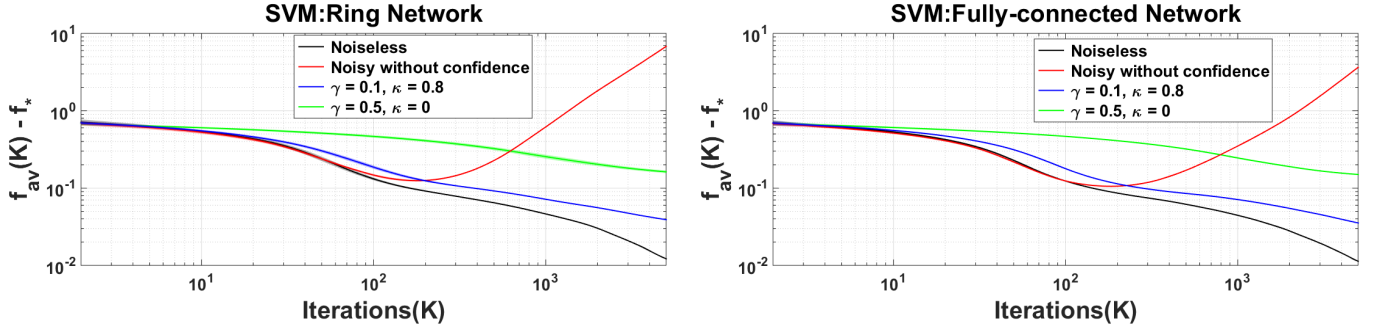 SVM:Ring Network
f_av(K) - f_*
10^1
10^0
10^-1
10^-2
Noiseless
Noisy without confidence
γ = 0.1, κ = 0.8
γ = 0.5, κ = 0
10^1
10^2
10^3
Iterations(K)
SVM:Fully-connected Network
f_av(K) - f_*
10^1
10^0
10^-1
10^-2
Noiseless
Noisy without confidence
γ = 0.1, κ = 0.8
γ = 0.5, κ = 0
10^1
10^2
10^3
Iterations(K)